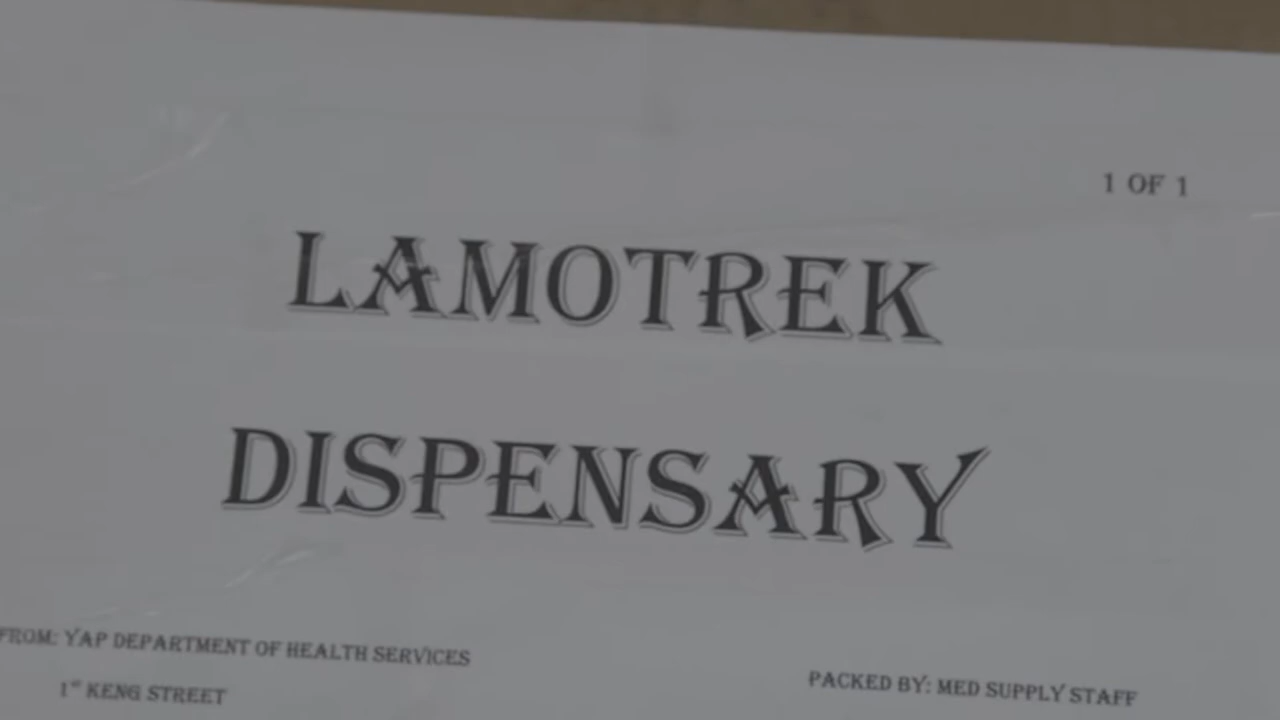 1 OF 1
LAMOTREK
DISPENSARY
FROM: YAP DEPARTMENT OF HEALTH SERVICES
1st KENG STREET
PACKED BY: MED SUPPLY STAFF